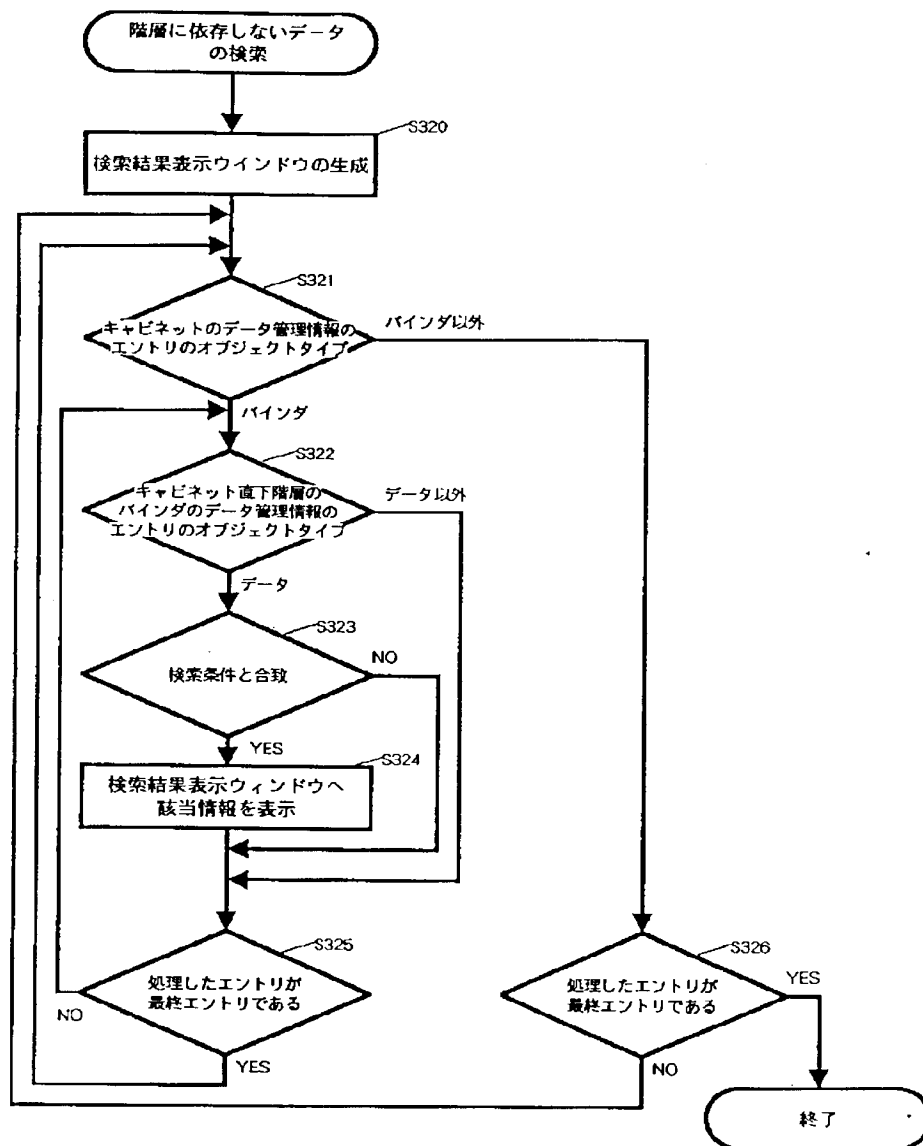 階層に依存しないデータ
の検索
S320
検索結果表示ウインドウの生成
S321
キャビネットのデータ管理情報の
エントリのオブジェクトタイプ
バインダ以外
バインダ
S322
キャビネット直下階層の
バインダのデータ管理情報の
エントリのオブジェクトタイプ
データ以外
データ
S323
検索条件と合致
NO
YES
S324
検索結果表示ウィンドウへ
該当情報を表示
S325
処理したエントリが
最終エントリである
NO
YES
S326
処理したエントリが
最終エントリである
YES
NO
終了